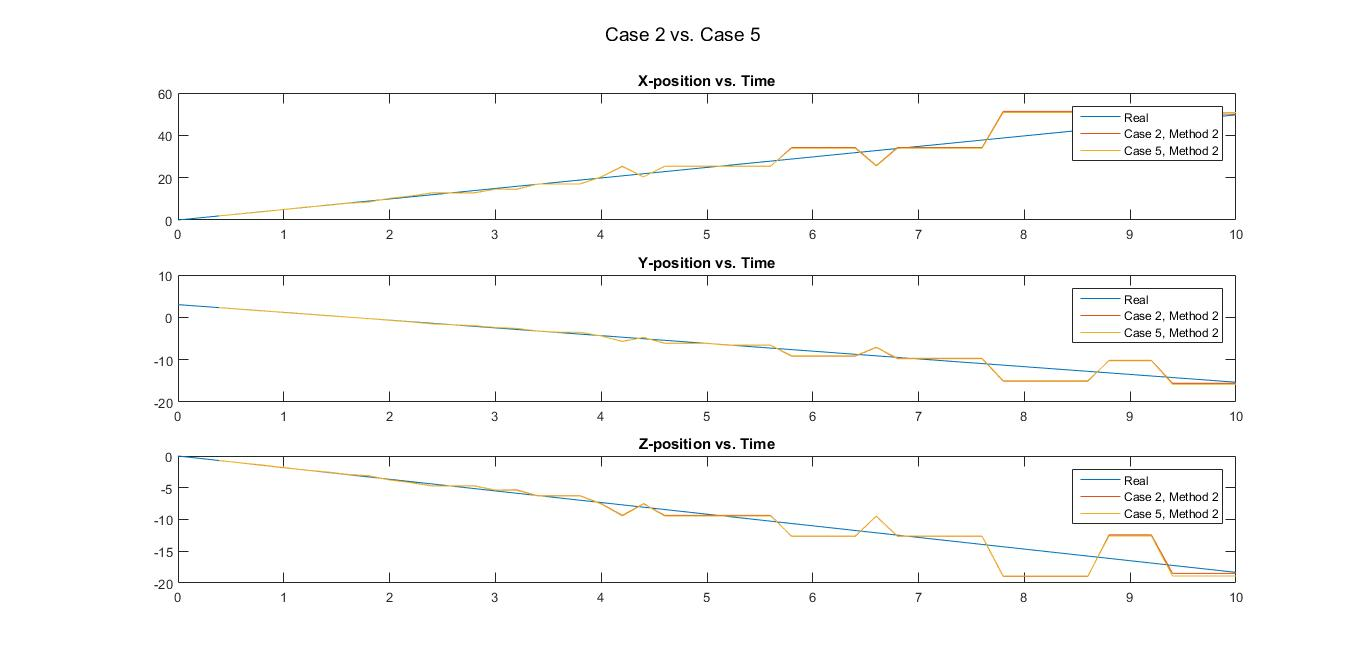 Case 2 vs. Case 5
X-position vs. Time
60
40
20
0
Real
Case 2, Method 2
Case 5, Method 2
0 1 2 3 4 5 6 7 8 9 10
Y-position vs. Time
10
0
-10
-20
Real
Case 2, Method 2
Case 5, Method 2
0 1 2 3 4 5 6 7 8 9 10
Z-position vs. Time
0
-5
-10
-15
-20
Real
Case 2, Method 2
Case 5, Method 2
0 1 2 3 4 5 6 7 8 9 10